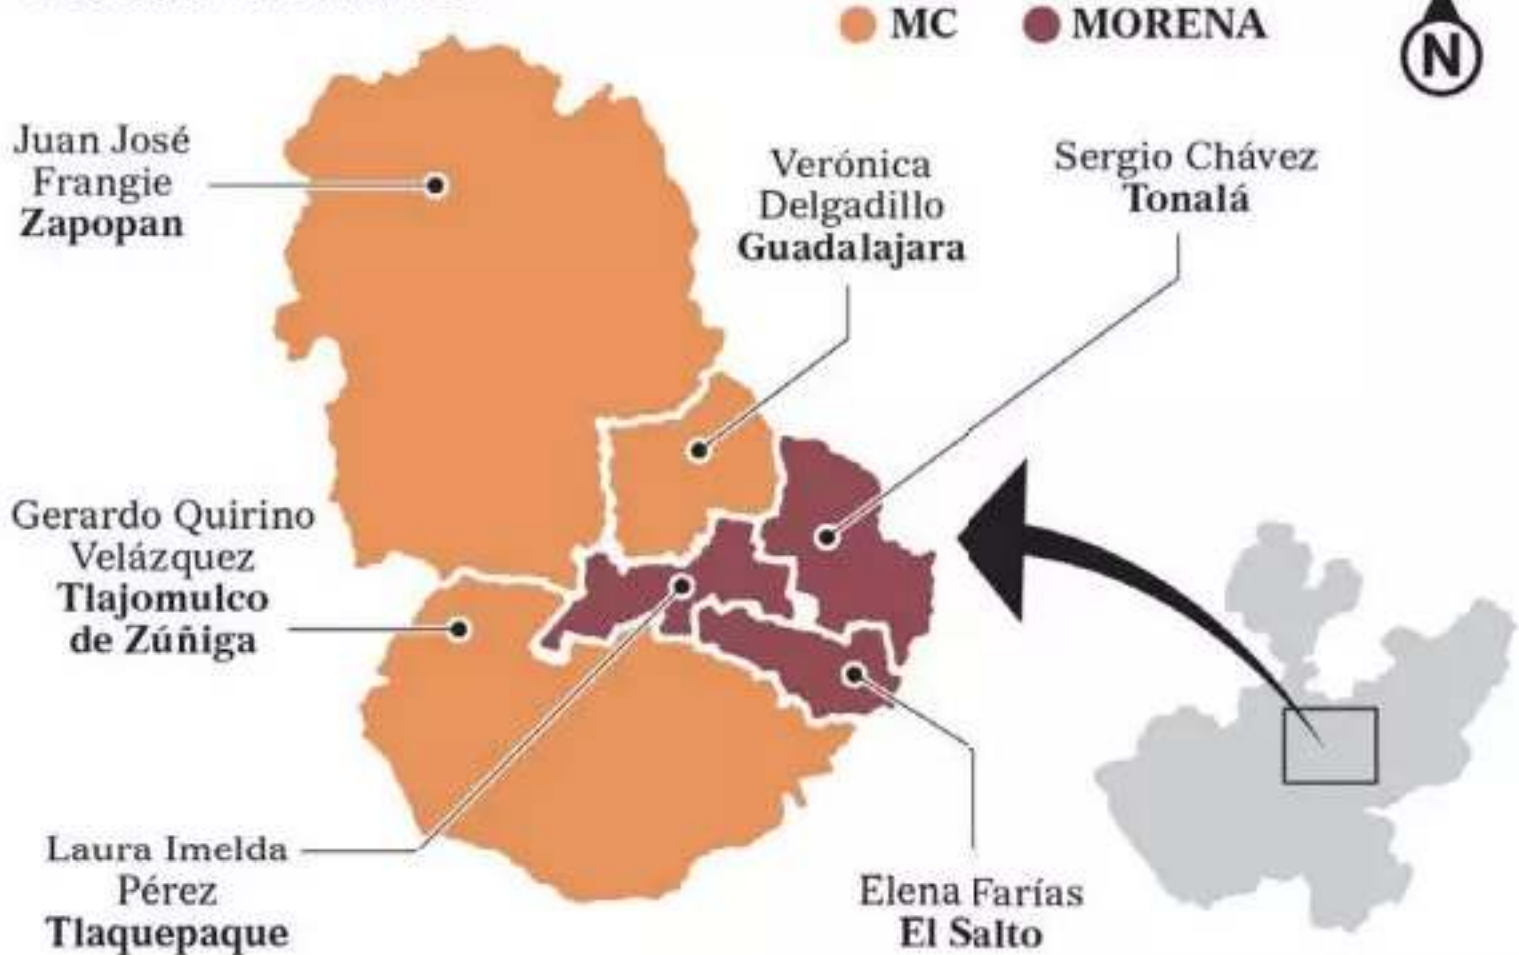 MC
MORENA
N
Juan José
Frangie
Zapopan
Verónica
Delgadillo
Guadalajara
Sergio Chávez
Tonalá
Gerardo Quirino
Velázquez
Tlajomulco
de Zúñiga
Laura Imelda
Pérez
Tlaquepaque
Elena Farías
El Salto